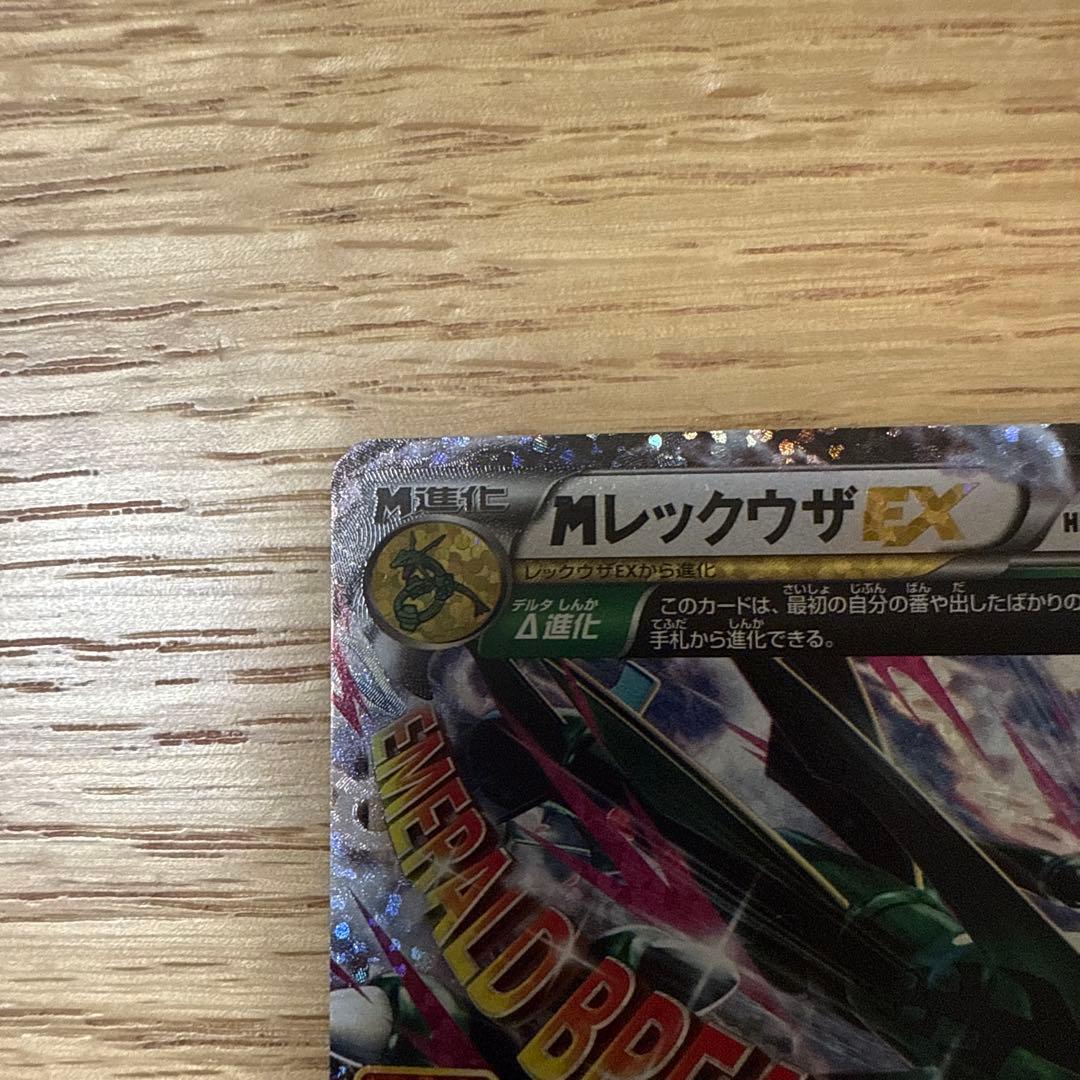 M進化
MレックウザEX
H
レックウザEXから進化
デルタ しんか
Δ進化
さいしょ じぶん ばん だ
このカードは、最初の自分の番や出したばかりの
てふだ しんか
手札から進化できる。
EMERALD BRE